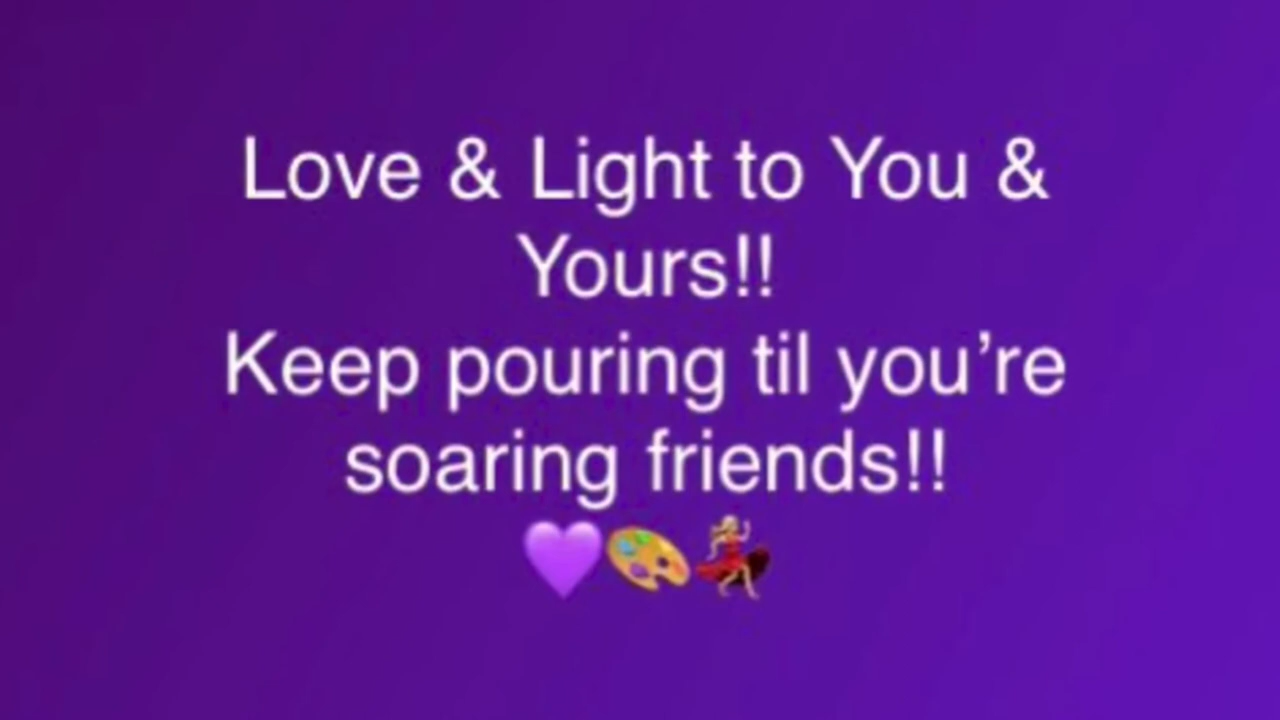 Love & Light to You &
Yours!!
Keep pouring til you’re
soaring friends!!
💜🎨💃🏼